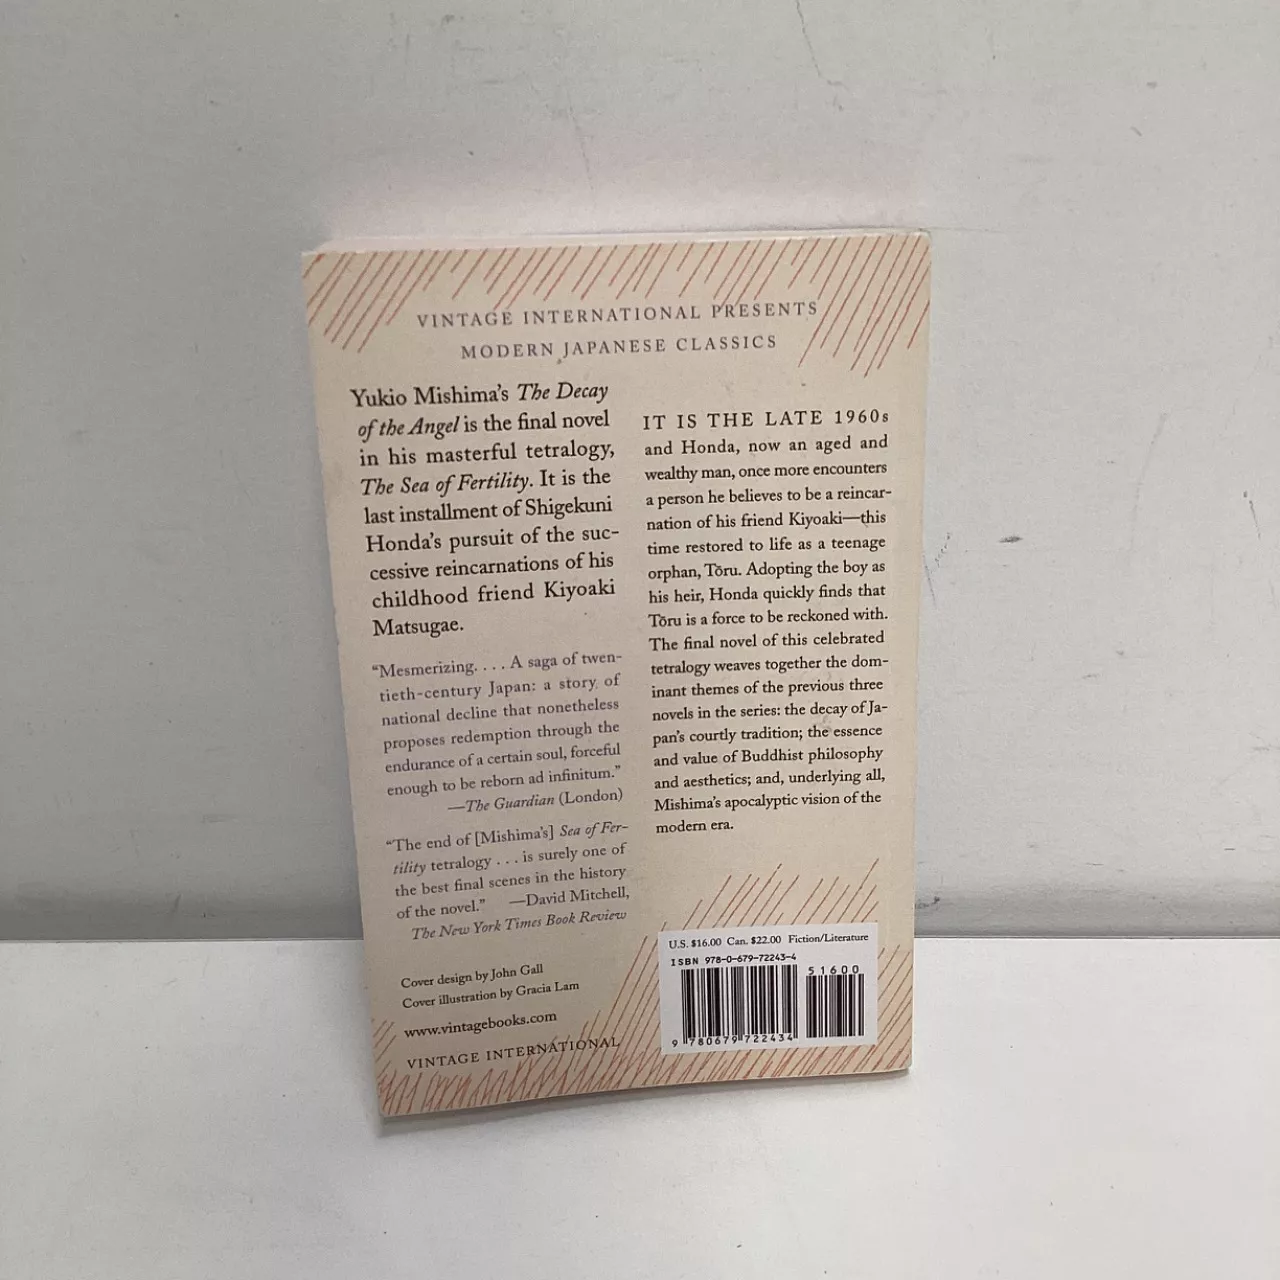 VINTAGE INTERNATIONAL PRESENTS
MODERN JAPANESE CLASSICS
Yukio Mishima's The Decay
of the Angel is the final novel
in his masterful tetralogy,
The Sea of Fertility. It is the
last installment of Shigekuni
Honda's pursuit of the suc-
cessive reincarnations of his
childhood friend Kiyoaki
Matsugae.
“Mesmerizing. . . . A saga of twen-
tieth-century Japan: a story of
national decline that nonetheless
proposes redemption through the
endurance of a certain soul, forceful
enough to be reborn ad infinitum.”
—The Guardian (London)
“The end of [Mishima's] Sea of Fer-
tility tetralogy . . . is surely one of
the best final scenes in the history
of the novel.” —David Mitchell,
The New York Times Book Review
Cover design by John Gall
Cover illustration by Gracia Lam
www.vintagebooks.com
VINTAGE INTERNATIONAL
IT IS THE LATE 1960s
and Honda, now an aged and
wealthy man, once more encounters
a person he believes to be a reincar-
nation of his friend Kiyoaki—this
time restored to life as a teenage
orphan, Tōru. Adopting the boy as
his heir, Honda quickly finds that
Tōru is a force to be reckoned with.
The final novel of this celebrated
tetralogy weaves together the dom-
inant themes of the previous three
novels in the series: the decay of Ja-
pan's courtly tradition; the essence
and value of Buddhist philosophy
and aesthetics; and, underlying all,
Mishima's apocalyptic vision of the
modern era.
U.S. $16.00 Can. $22.00 Fiction/Literature
ISBN 978-0-679-72243-4
51600
9 780679 722434